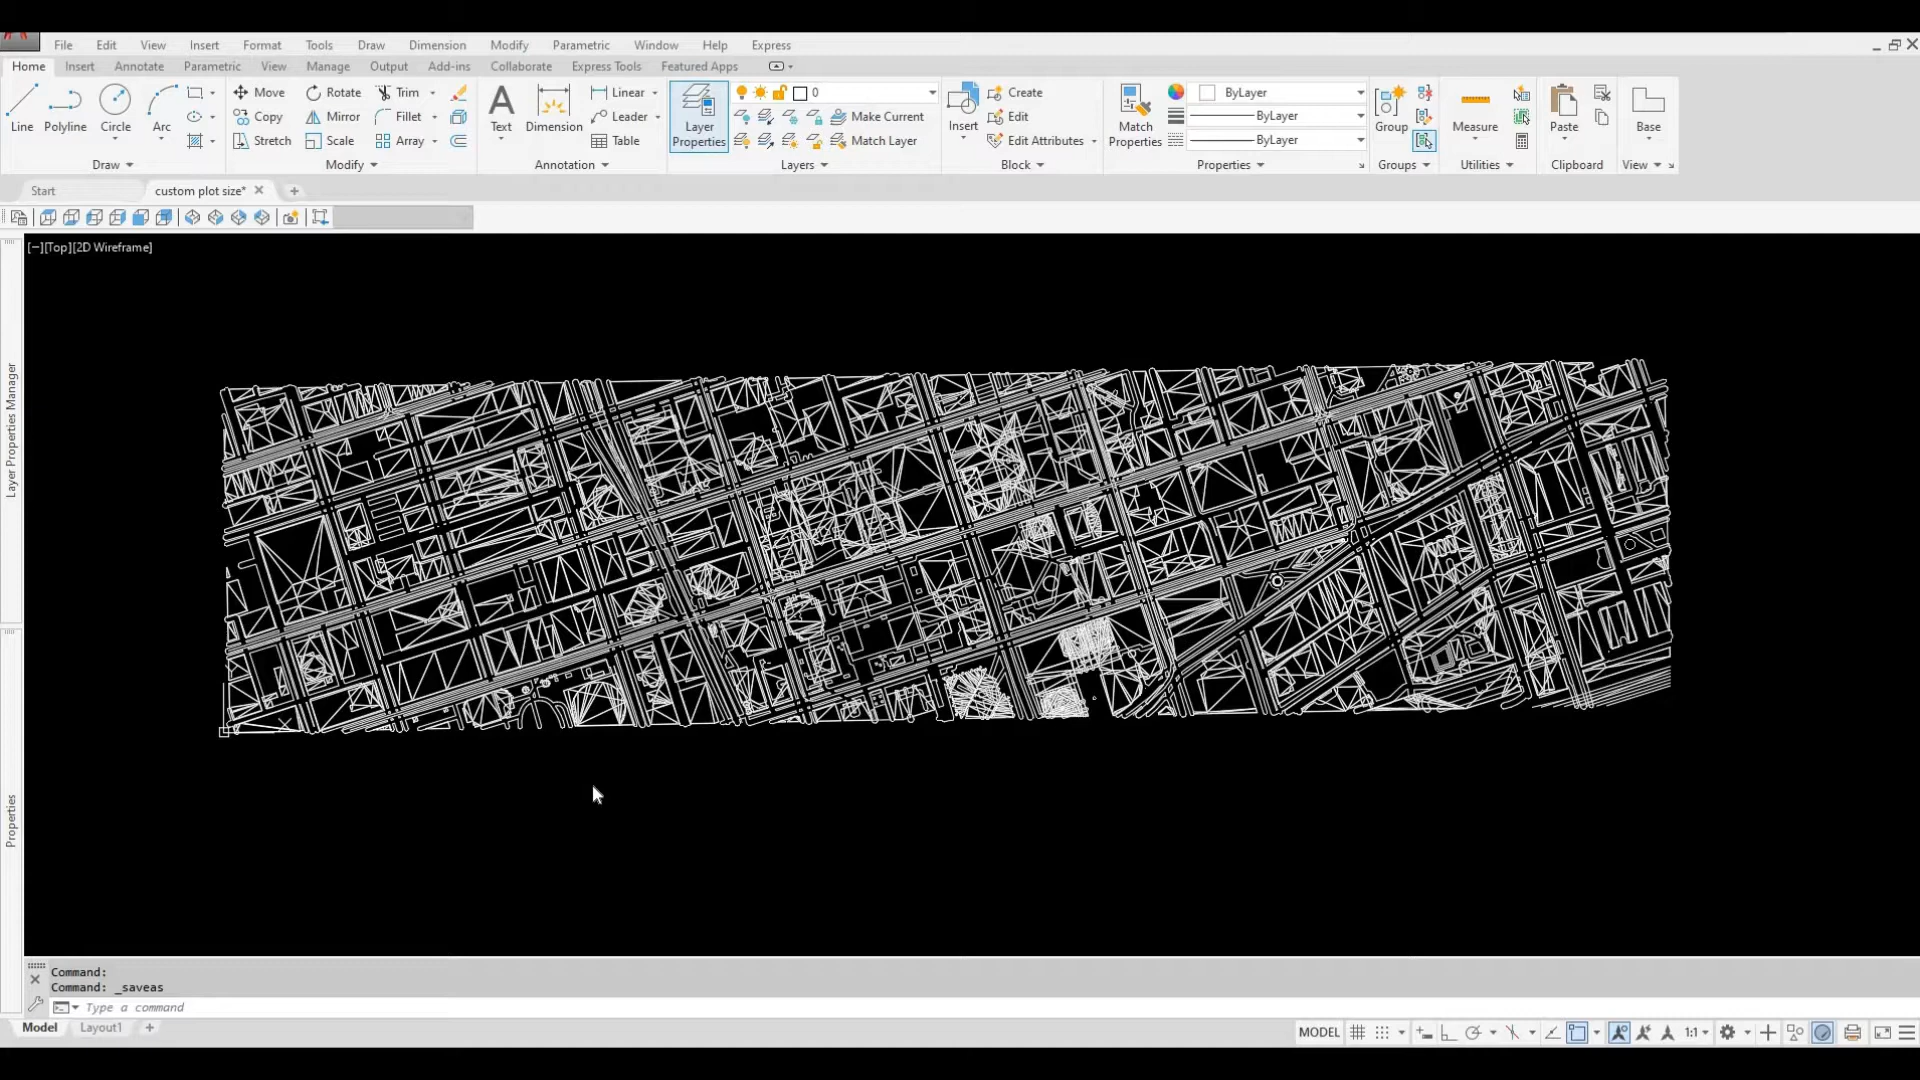 File Edit View Insert Format Tools Draw Dimension Modify Parametric Window Help Express
Home Insert Annotate Parametric View Manage Output Add-ins Collaborate Express Tools Featured Apps
Line Polyline Circle Arc
Move Rotate Trim
Copy Mirror Fillet
Stretch Scale Array
Text Dimension
Linear
Leader
Table
Layer Properties
0
Make Current
Match Layer
Insert
Create
Edit
Edit Attributes
Match Properties
ByLayer
ByLayer
ByLayer
Group
Measure
Paste
Base
Draw Modify Annotation Layers Block Properties Groups Utilities Clipboard View
Start custom plot size*
[−][Top][2D Wireframe]
Layer Properties Manager
Properties
Command:
Command: _saveas
Type a command
Model Layout1
MODEL 1:1